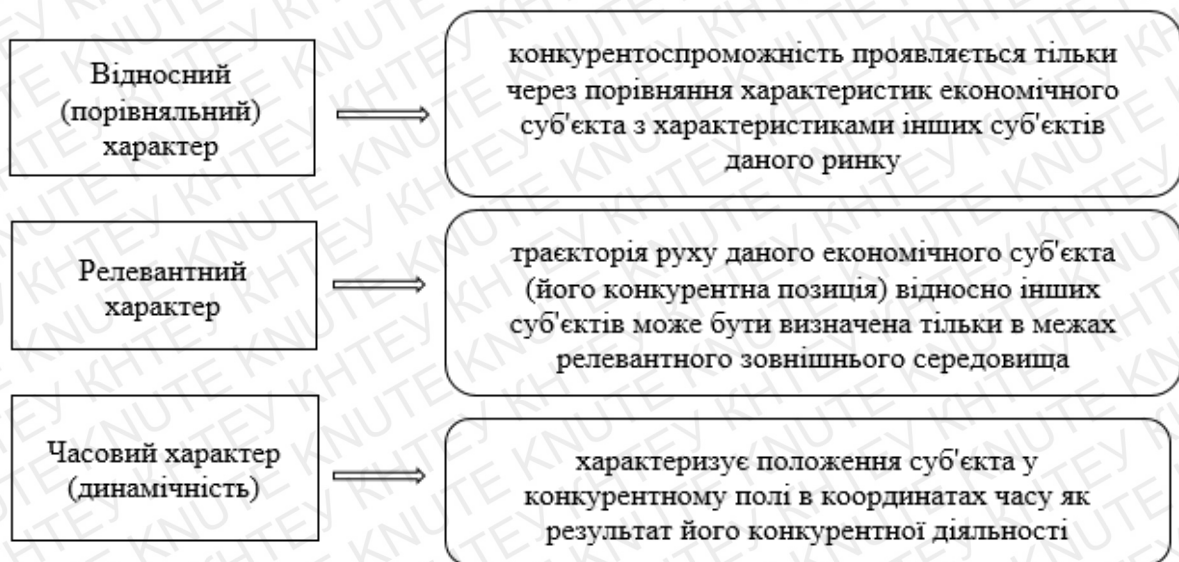 Відносний
(порівняльний)
характер
конкурентоспроможність проявляється тільки
через порівняння характеристик економічного
суб'єкта з характеристиками інших суб'єктів
даного ринку
Релевантний
характер
траєкторія руху даного економічного суб'єкта
(його конкурентна позиція) відносно інших
суб'єктів може бути визначена тільки в межах
релевантного зовнішнього середовища
Часовий характер
(динамічність)
характеризує положення суб'єкта у
конкурентному полі в координатах часу як
результат його конкурентної діяльності